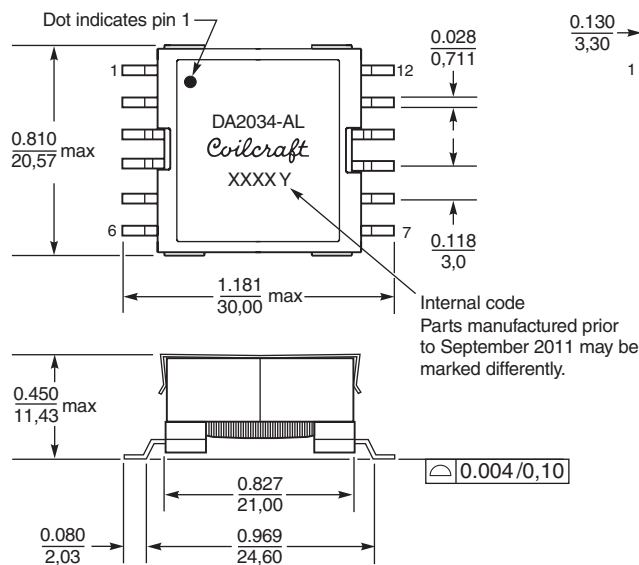 Dot indicates pin 1
0.130
3,30
0.028
0,711
1
12
1
0.810
20,57
max
DA2034-AL
Coilcraft
XXXX Y
6
7
0.118
3,0
1.181
30,00
max
Internal code
Parts manufactured prior
to September 2011 may be
marked differently.
0.450
11,43
max
0.004/0,10
0.827
21,00
0.080
2,03
0.969
24,60